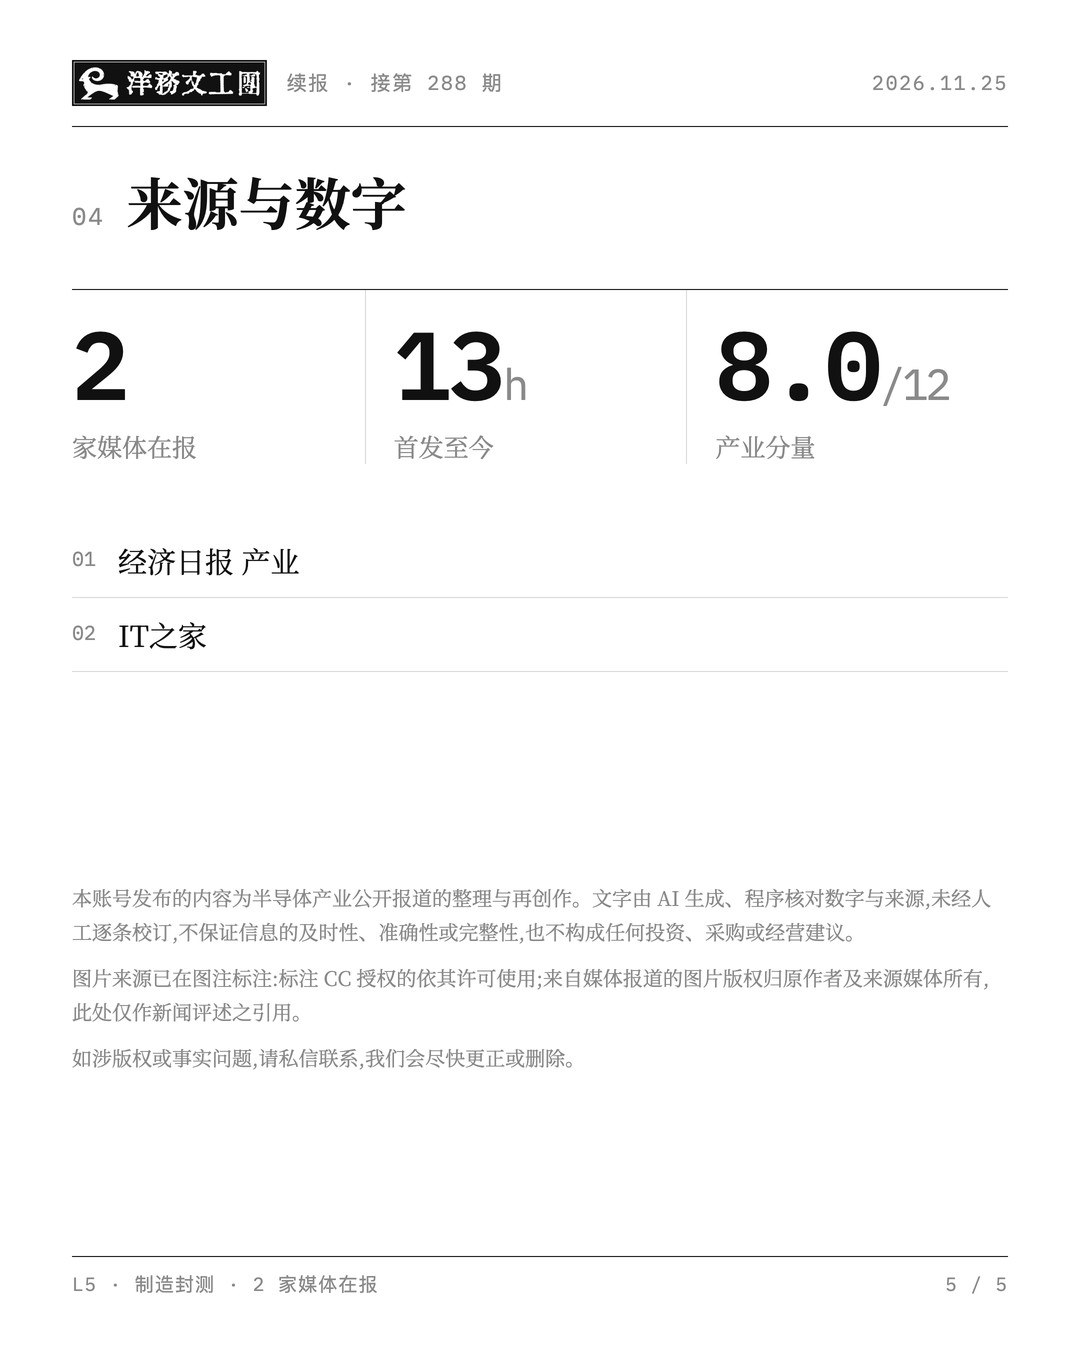 洋務文工團 续报 · 接第 288 期 2026.11.25
04 来源与数字
2 13h 8.0/12
家媒体在报 首发至今 产业分量
01 经济日报 产业
02 IT之家
本账号发布的内容为半导体产业公开报道的整理与再创作。文字由 AI 生成、程序核对数字与来源,未经人
工逐条校订,不保证信息的及时性、准确性或完整性,也不构成任何投资、采购或经营建议。
图片来源已在图注标注:标注 CC 授权的依其许可使用;来自媒体报道的图片版权归原作者及来源媒体所有,
此处仅作新闻评述之引用。
如涉版权或事实问题,请私信联系,我们会尽快更正或删除。
L5 · 制造封测 · 2 家媒体在报 5 / 5